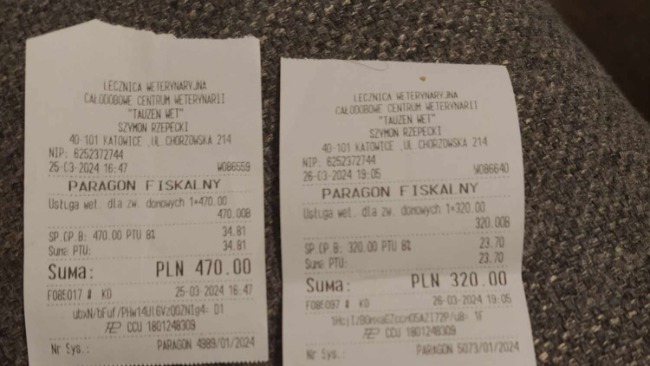 LECZNICA WETERYNARYJNA
CAŁODOBOWE CENTRUM WETERYNARII
"TAUZEN WET"
SZYMON RZEPECKI
40-101 KATOWICE ,UL.CHORZOWSKA 214
NIP: 6252372744
25-03-2024 16:47 W086559
PARAGON FISKALNY
Usługa wet. dla zw. domowych 1*470.00
470.00B
SP.OP.B: 470.00 PTU 8% 34.81
Suma PTU: 34.81
Suma: PLN 470.00
F085017 # KO 25-03-2024 16:47
CCU 1801248309
Nr Sys.: PARAGON 4989/01/2024
LECZNICA WETERYNARYJNA
CAŁODOBOWE CENTRUM WETERYNARII
"TAUZEN WET"
SZYMON RZEPECKI
40-101 KATOWICE ,UL.CHORZOWSKA 214
NIP: 6252372744
26-03-2024 19:05 W086640
PARAGON FISKALNY
Usługa wet. dla zw. domowych 1*320.00
320.00B
SP.OP.B: 320.00 PTU 8% 23.70
Suma PTU: 23.70
Suma: PLN 320.00
F085097 # KO 26-03-2024 19:05
CCU 1801248309
Nr Sys.: PARAGON 5073/01/2024